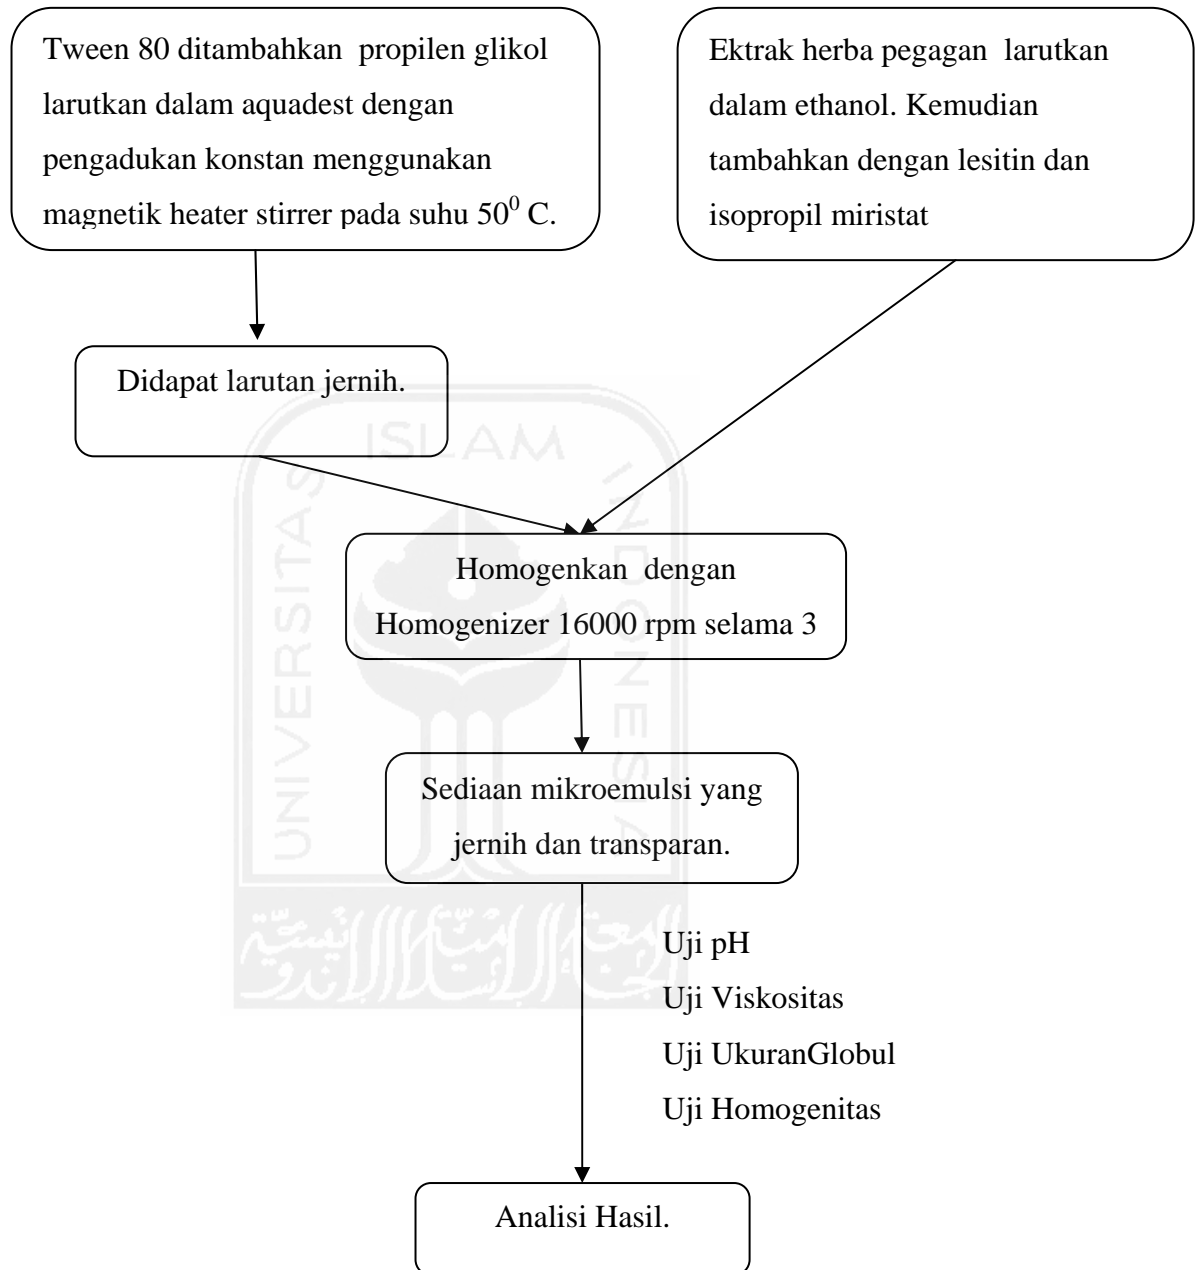 Tween 80 ditambahkan propilen glikol
larutkan dalam aquadest dengan
pengadukan konstan menggunakan
magnetik heater stirrer pada suhu 50⁰ C.
Ektrak herba pegagan larutkan
dalam ethanol. Kemudian
tambahkan dengan lesitin dan
isopropil miristat
Didapat larutan jernih.
ISLAM
UNIVERSITAS
INDONESIA
Homogenkan dengan
Homogenizer 16000 rpm selama 3
Sediaan mikroemulsi yang
jernih dan transparan.
Uji pH
Uji Viskositas
Uji UkuranGlobul
Uji Homogenitas
Analisi Hasil.